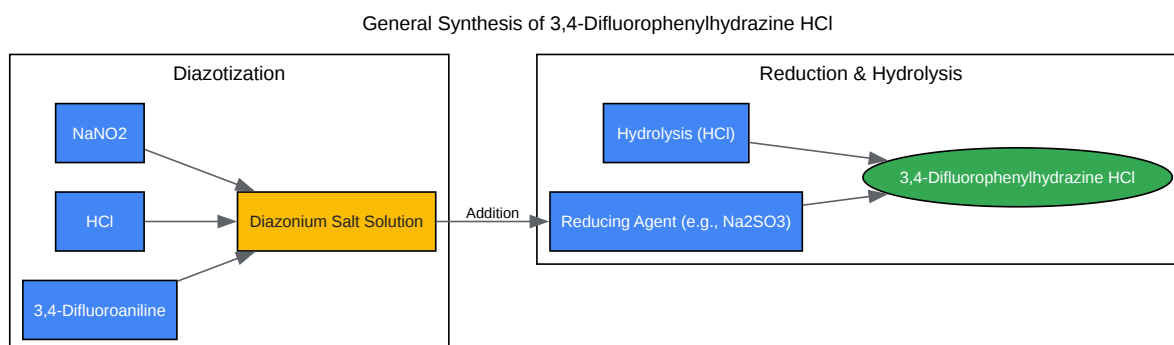 General Synthesis of 3,4-Difluorophenylhydrazine HCl
Diazotization
NaNO2
HCl
3,4-Difluoroaniline
Diazonium Salt Solution
Addition
Reduction & Hydrolysis
Hydrolysis (HCl)
Reducing Agent (e.g., Na2SO3)
3,4-Difluorophenylhydrazine HCl